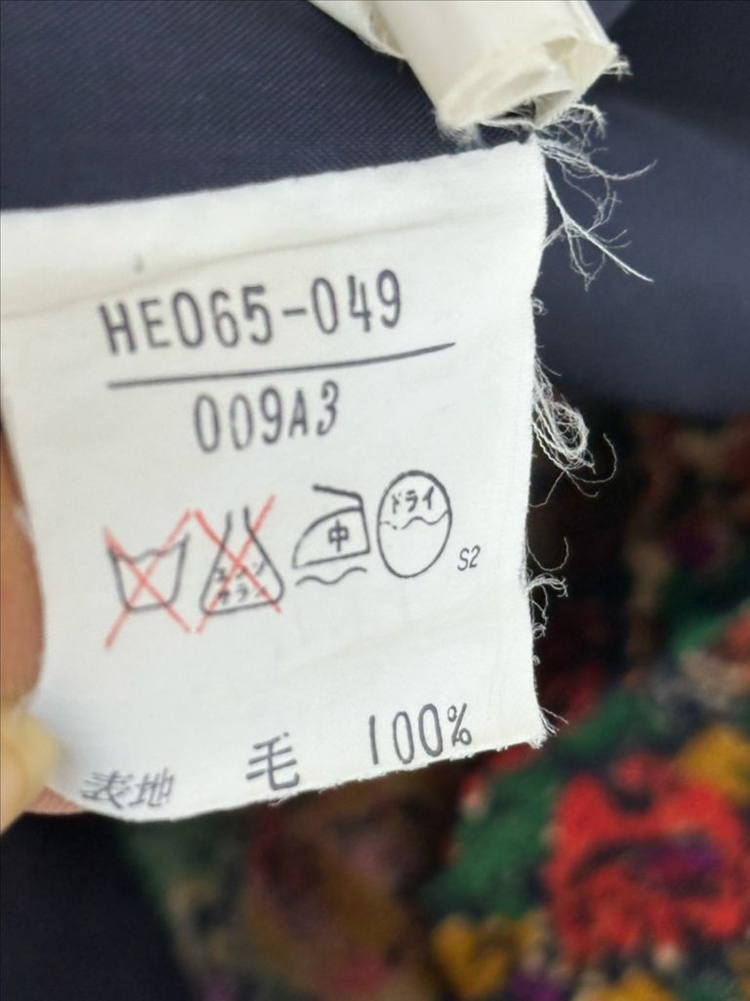 HE065-049
009A3
エンソ
サラシ
中
ドライ
S2
表地 毛 100%